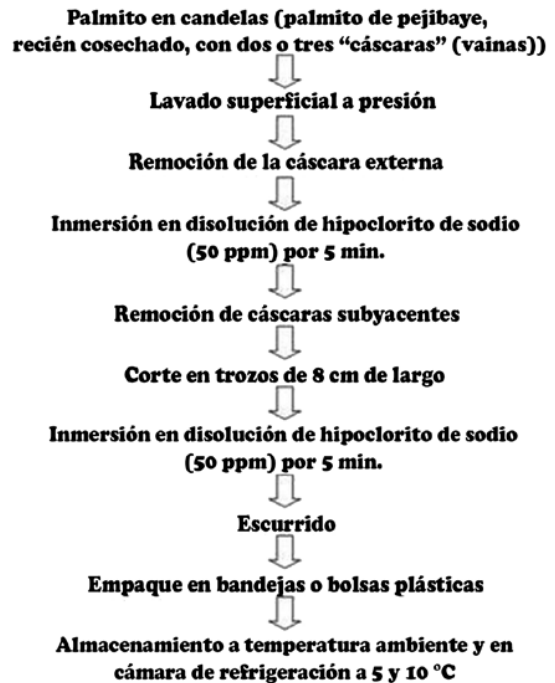 Palmito en candelas (palmito de pejibaye,
recién cosechado, con dos o tres “cáscaras” (vainas))
Lavado superficial a presión
Remoción de la cáscara externa
Inmersión en disolución de hipoclorito de sodio
(50 ppm) por 5 min.
Remoción de cáscaras subyacentes
Corte en trozos de 8 cm de largo
Inmersión en disolución de hipoclorito de sodio
(50 ppm) por 5 min.
Escurrido
Empaque en bandejas o bolsas plásticas
Almacenamiento a temperatura ambiente y en
cámara de refrigeración a 5 y 10 °C